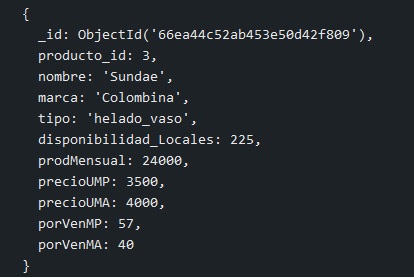 {
_id: ObjectId('66ea44c52ab453e50d42f809'),
producto_id: 3,
nombre: 'Sundae',
marca: 'Colombina',
tipo: 'helado_vaso',
disponibilidad_Locales: 225,
prodMensual: 24000,
precioUMP: 3500,
precioUMA: 4000,
porVenMP: 57,
porVenMA: 40
}